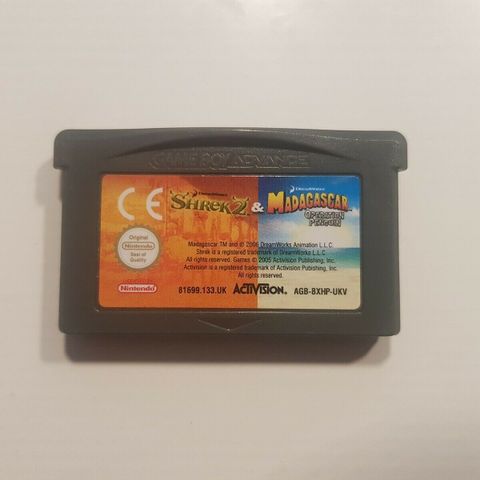 GAME BOY ADVANCE
CE
DreamWorks
SHREK 2 &
DreamWorks
MADAGASCAR
OPERATION
PENGUIN
Original
Nintendo
Seal of
Quality
Madagascar TM and © 2006 DreamWorks Animation L.L.C.
Shrek is a registered trademark of DreamWorks L.L.C.
All rights reserved. Games © 2005 Activision Publishing, Inc.
Activision is a registered trademark of Activision Publishing, Inc.
All rights reserved.
Nintendo
81699.133.UK ACTIVISION. AGB-BXHP-UKV